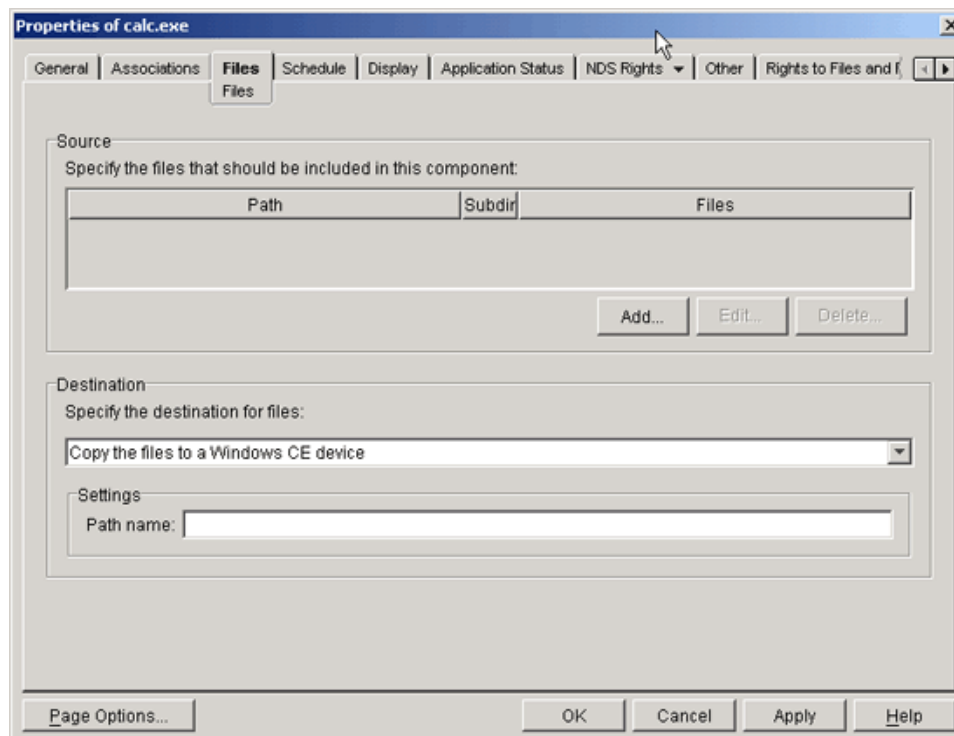 Properties of calc.exe
General Associations Files Schedule Display Application Status NDS Rights Other Rights to Files and
Files
Source
Specify the files that should be included in this component:
Path Subdir Files
Add... Edit... Delete...
Destination
Specify the destination for files:
Copy the files to a Windows CE device
Settings
Path name:
Page Options... OK Cancel Apply Help